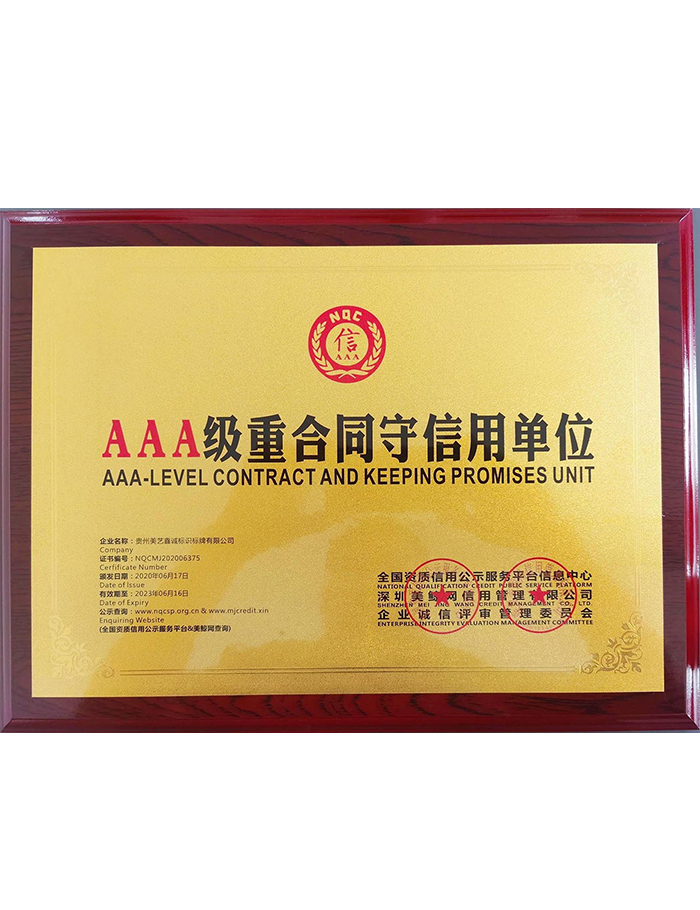 NQC
信
AAA
AAA级重合同守信用单位
AAA-LEVEL CONTRACT AND KEEPING PROMISES UNIT
企业名称：贵州美艺鑫诚标识标牌有限公司
Company
证书编号：NQCMJ202006375
Cerfificate Number
颁发日期：2020年06月17日
Date of Issue
有效期至：2023年06月16日
Date of Expiry
公示查询：www.nqcsp.org.cn & www.mjcredit.xin
Enquiring Website
(全国资质信用公示服务平台&美鲸网查询)
全国资质信用公示服务平台信息中心
NATIONAL QUALIFICATION CREDIT PUBLIC SERVICE PLATFORM
深圳美鲸网信用管理有限公司
SHENZHEN MEI JING WANG CREDIT MANAGEMENT CO., LTD.
企业诚信评审管理委员会
ENTERPRISE INTEGRITY EVALUATION MANAGEMENT COMMITTEE